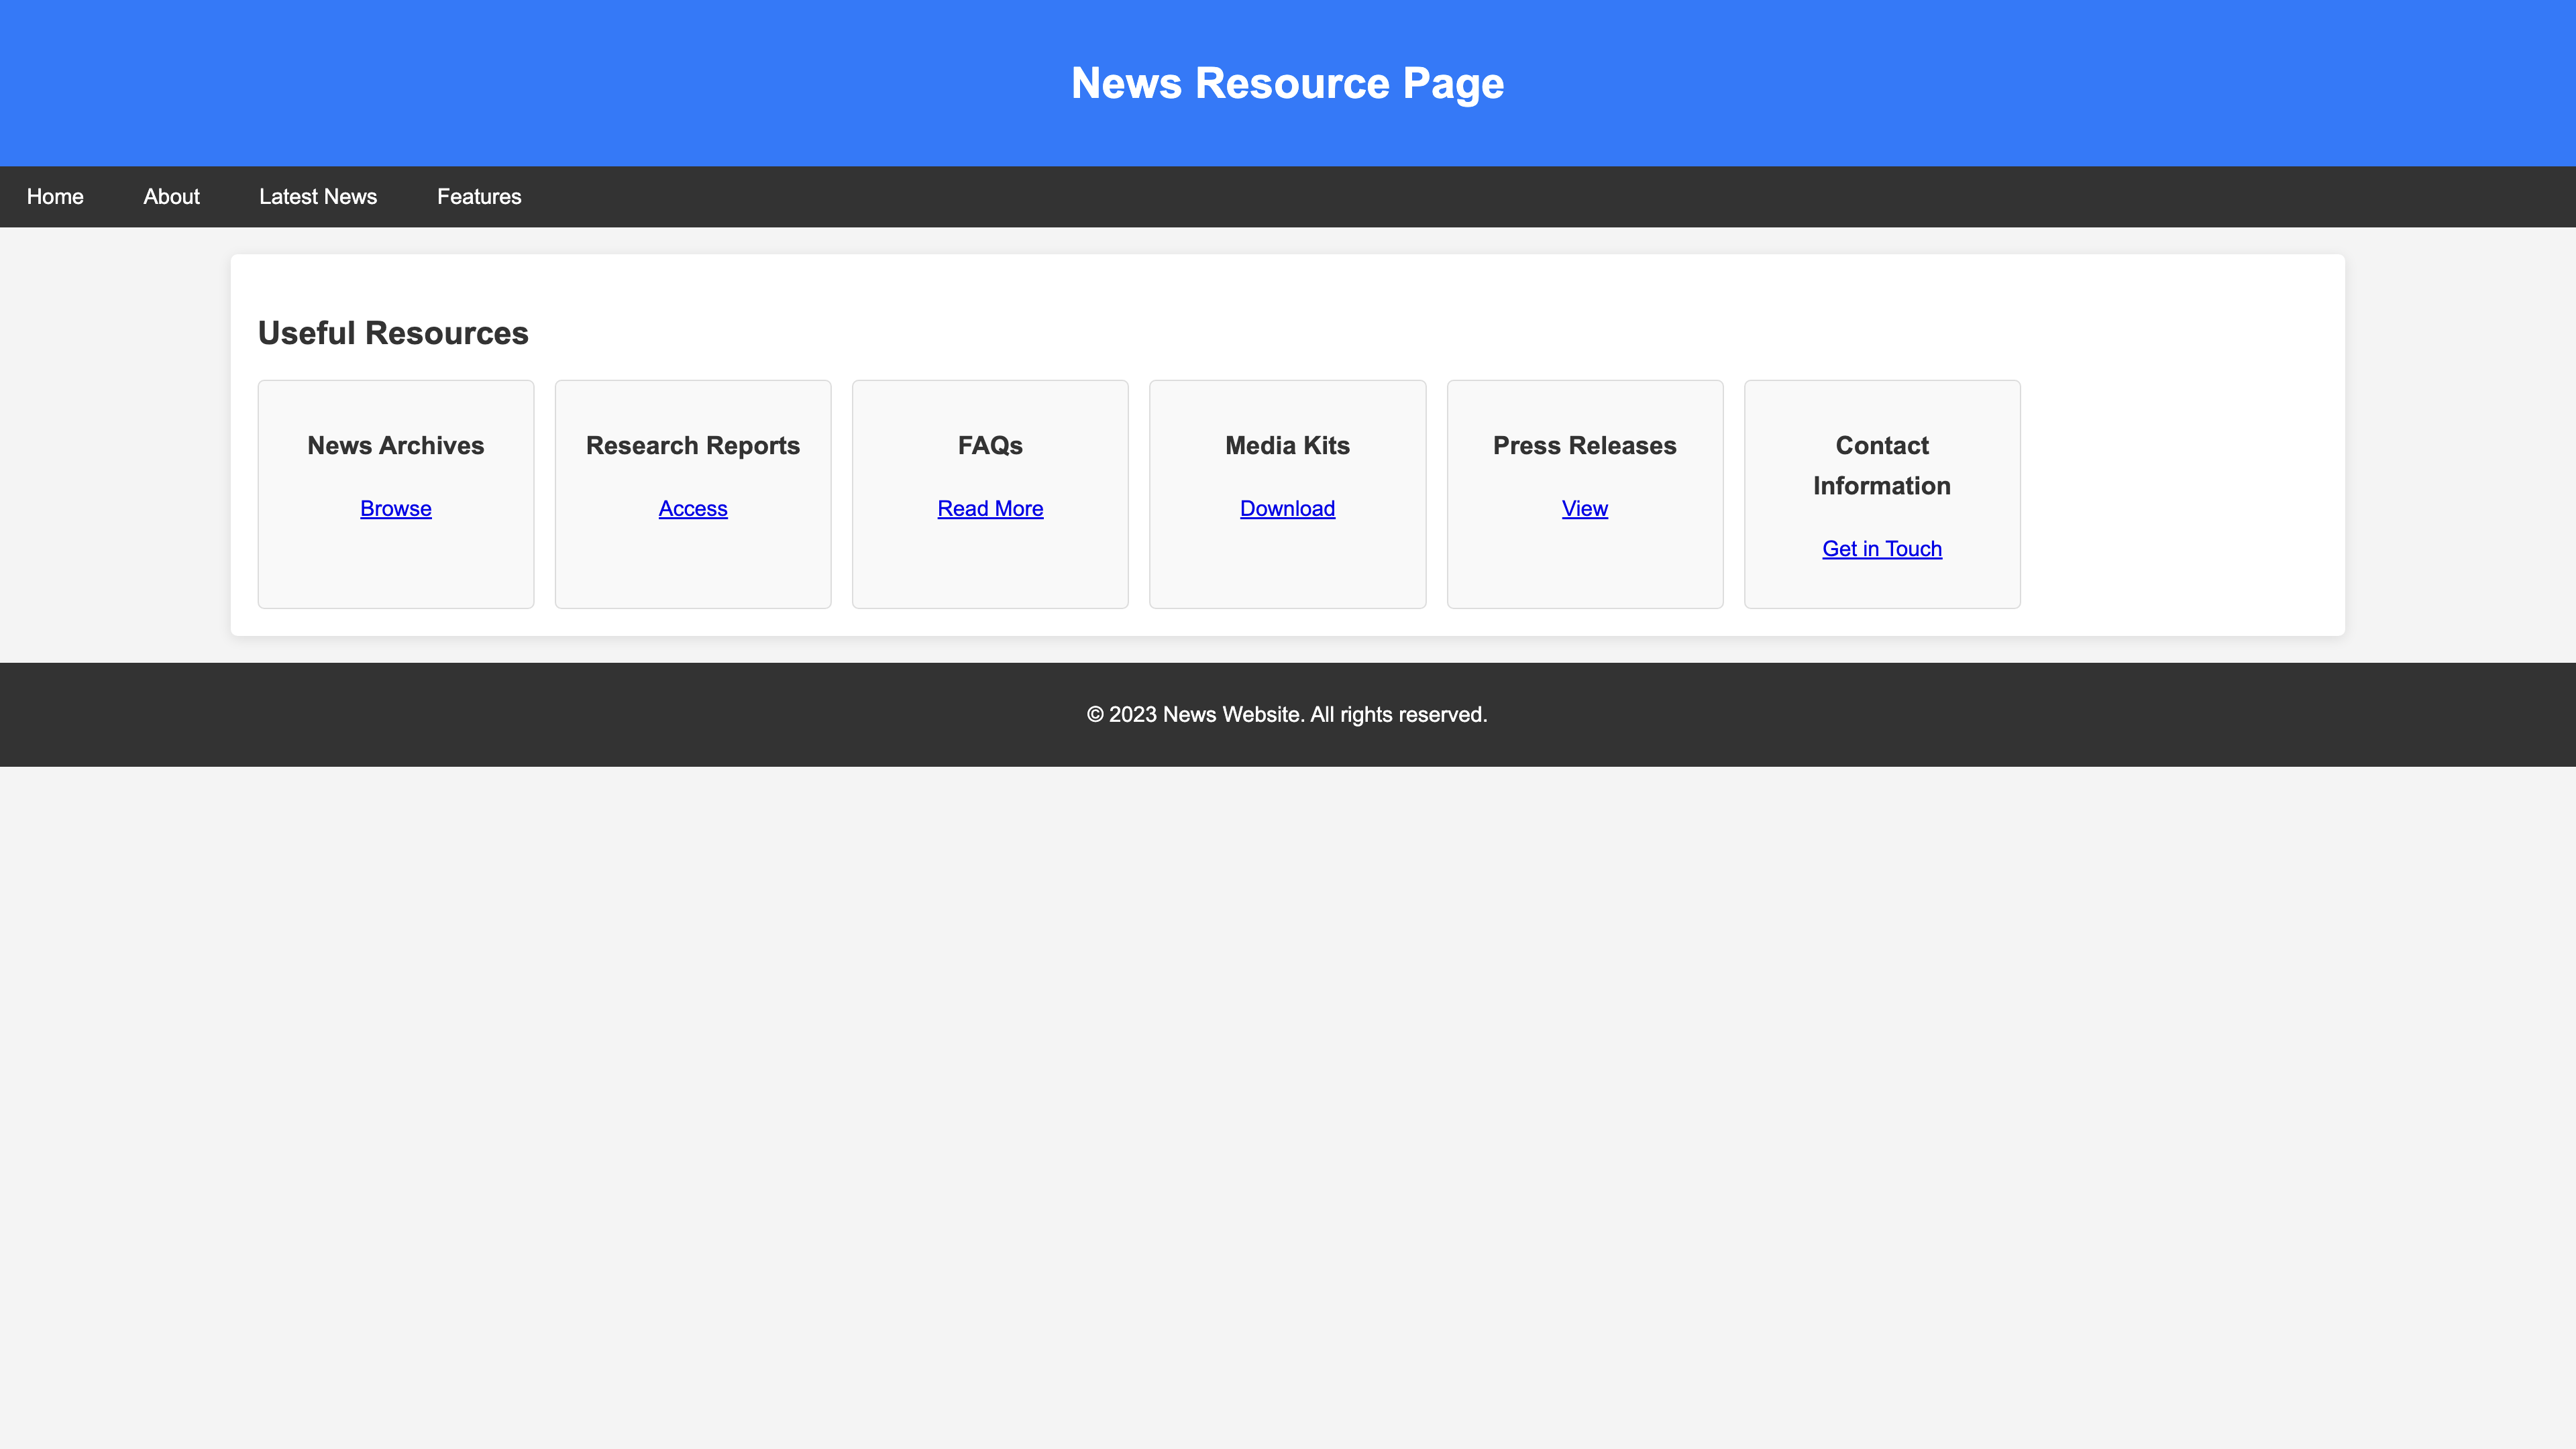 News Resource Page
Home About Latest News Features
Useful Resources
News Archives
Browse
Research Reports
Access
FAQs
Read More
Media Kits
Download
Press Releases
View
Contact
Information
Get in Touch
© 2023 News Website. All rights reserved.